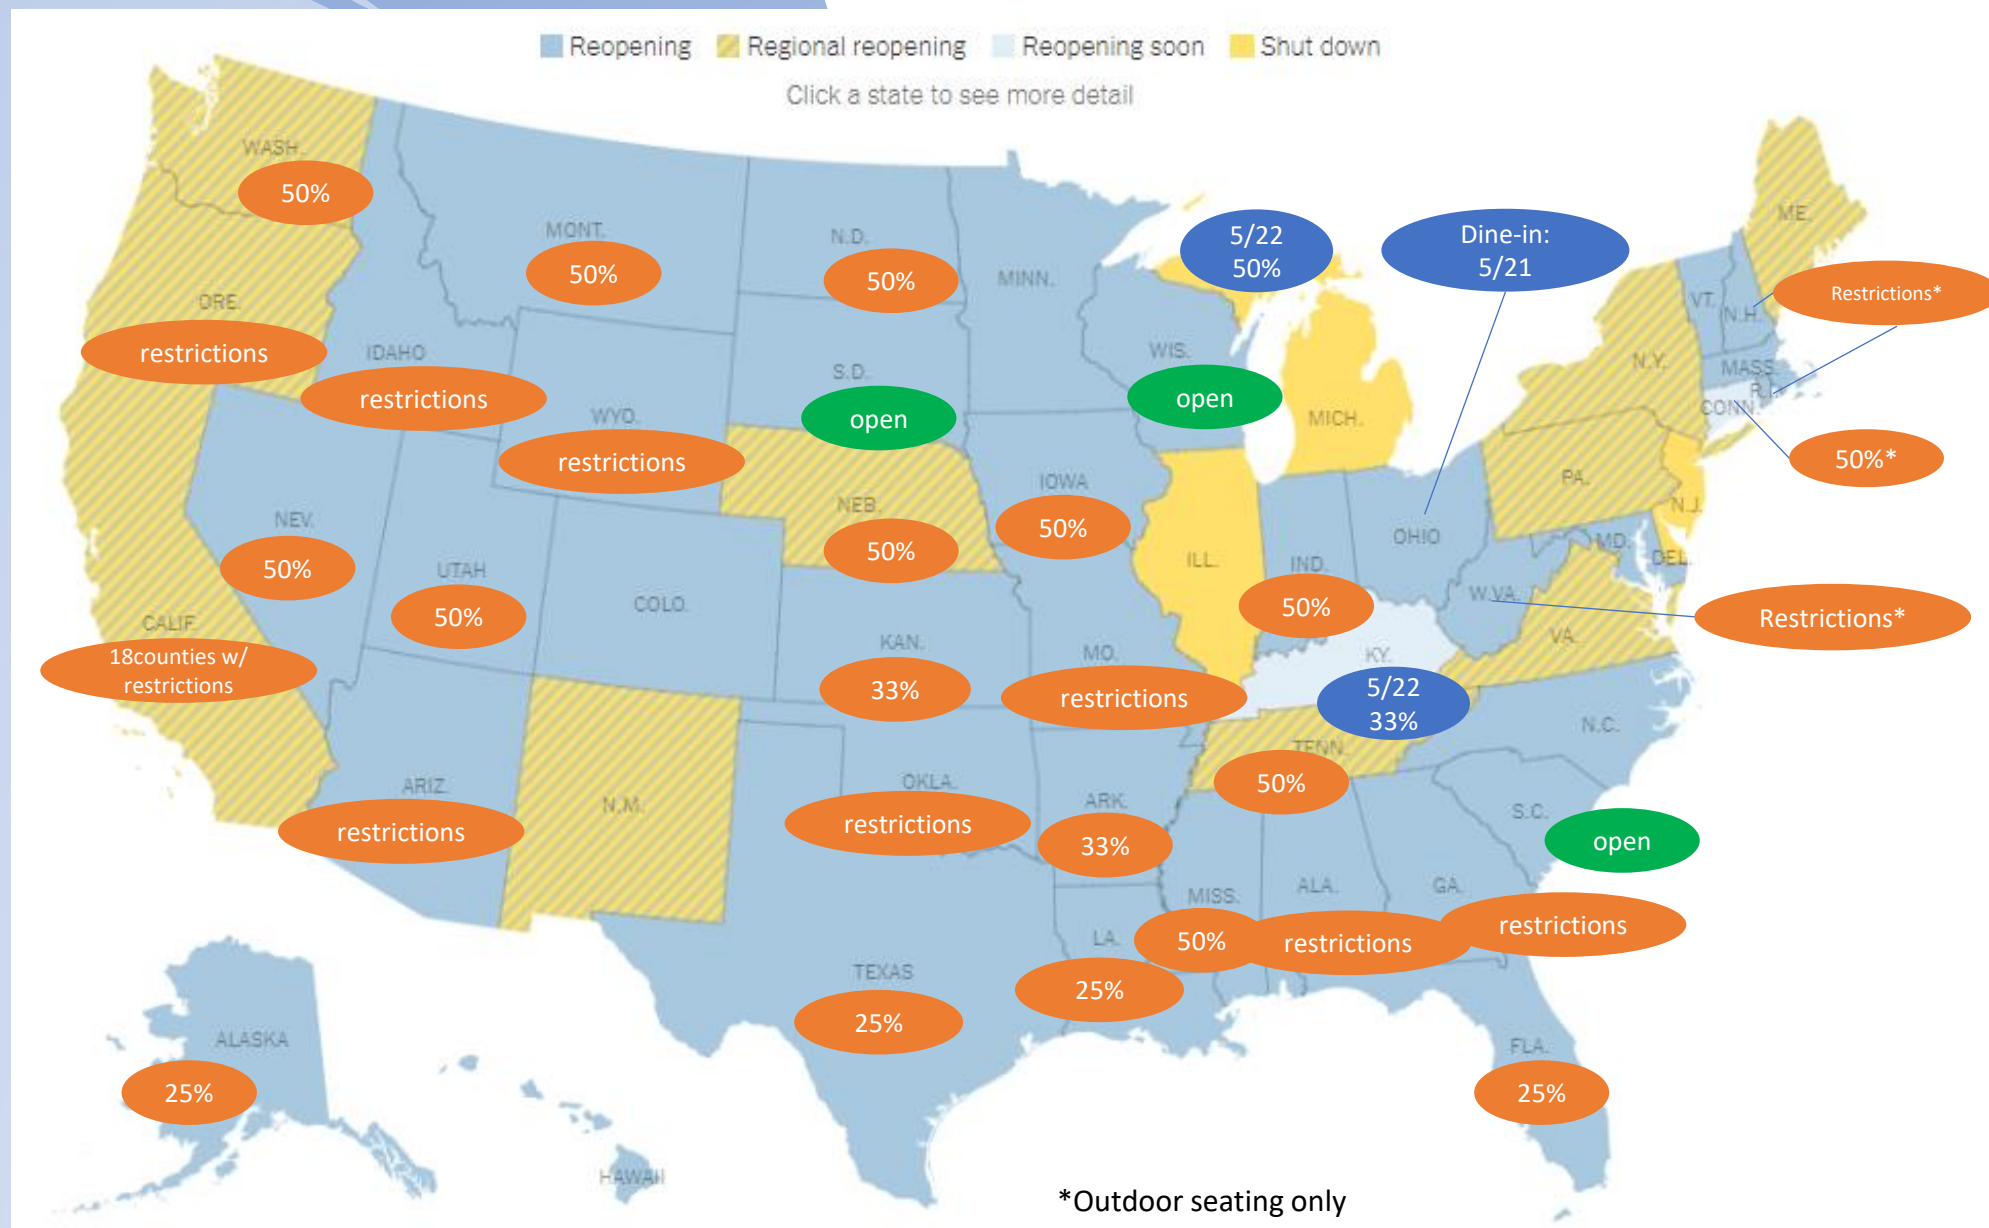 Reopening
Regional reopening
Reopening soon
Shut down
Click a state to see more detail
WASH.
50%
MONT.
50%
N.D.
50%
MINN.
5/22
50%
Dine-in:
5/21
ME.
ORE.
restrictions
IDAHO
restrictions
WYO.
restrictions
S.D.
open
WIS.
open
MICH.
VT.
N.H.
Restrictions*
N.Y.
MASS.
R.I.
CONN.
50%*
NEV.
50%
UTAH
50%
COLO.
NEB.
50%
IOWA
50%
ILL.
IND.
50%
OHIO
PA.
N.J.
MD.
DEL.
W.VA.
Restrictions*
VA.
CALIF.
18counties w/
restrictions
KAN.
33%
MO.
restrictions
KY.
5/22
33%
N.C.
TENN.
50%
ARIZ.
restrictions
N.M.
OKLA.
restrictions
ARK.
33%
S.C.
open
MISS.
50%
ALA.
restrictions
GA.
restrictions
LA.
25%
TEXAS
25%
ALASKA
25%
HAWAII
FLA.
25%
*Outdoor seating only